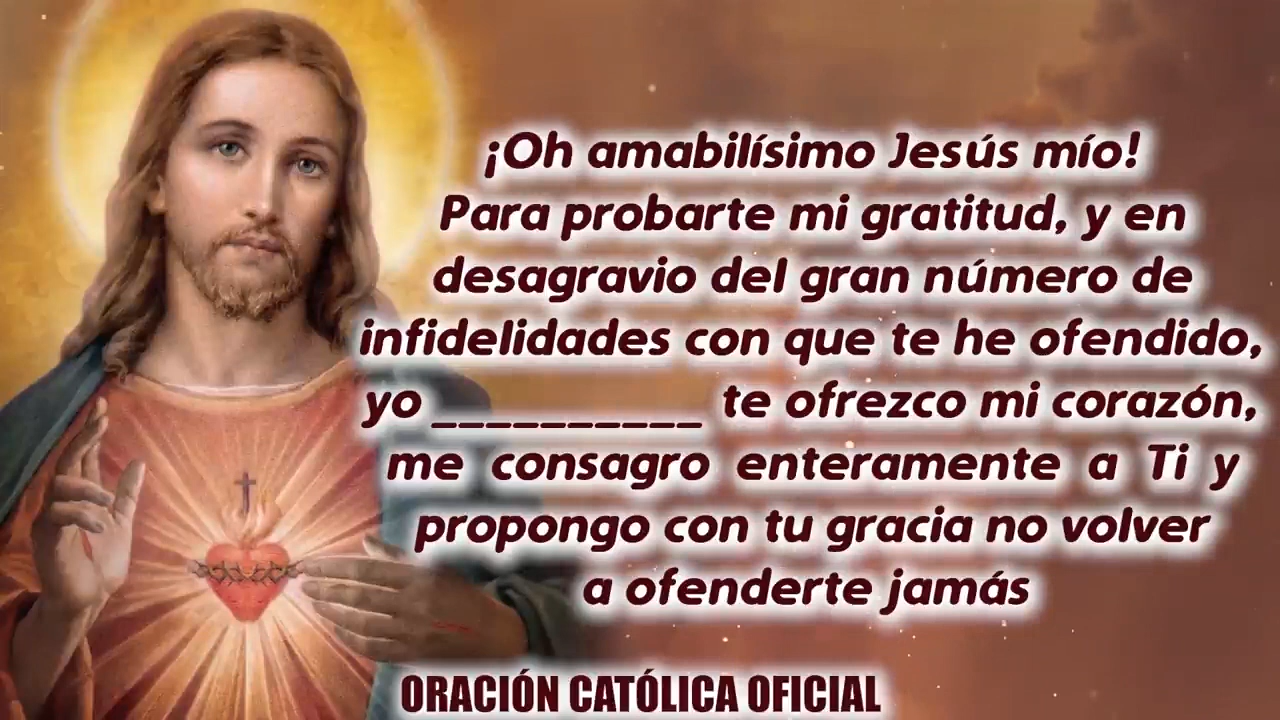 ¡Oh amabilísimo Jesús mío!
Para probarte mi gratitud, y en
desagravio del gran número de
infidelidades con que te he ofendido,
yo __________ te ofrezco mi corazón,
me consagro enteramente a Ti y
propongo con tu gracia no volver
a ofenderte jamás
ORACIÓN CATÓLICA OFICIAL